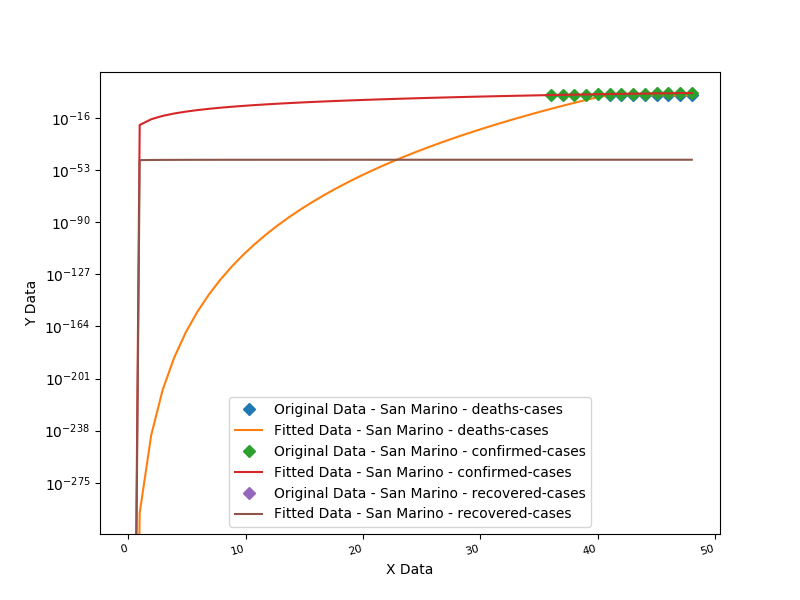 10^−16
10^−53
10^−90
10^−127
10^−164
10^−201
10^−238
10^−275
Y Data
Original Data - San Marino - deaths-cases
Fitted Data - San Marino - deaths-cases
Original Data - San Marino - confirmed-cases
Fitted Data - San Marino - confirmed-cases
Original Data - San Marino - recovered-cases
Fitted Data - San Marino - recovered-cases
0 10 20 30 40 50
X Data